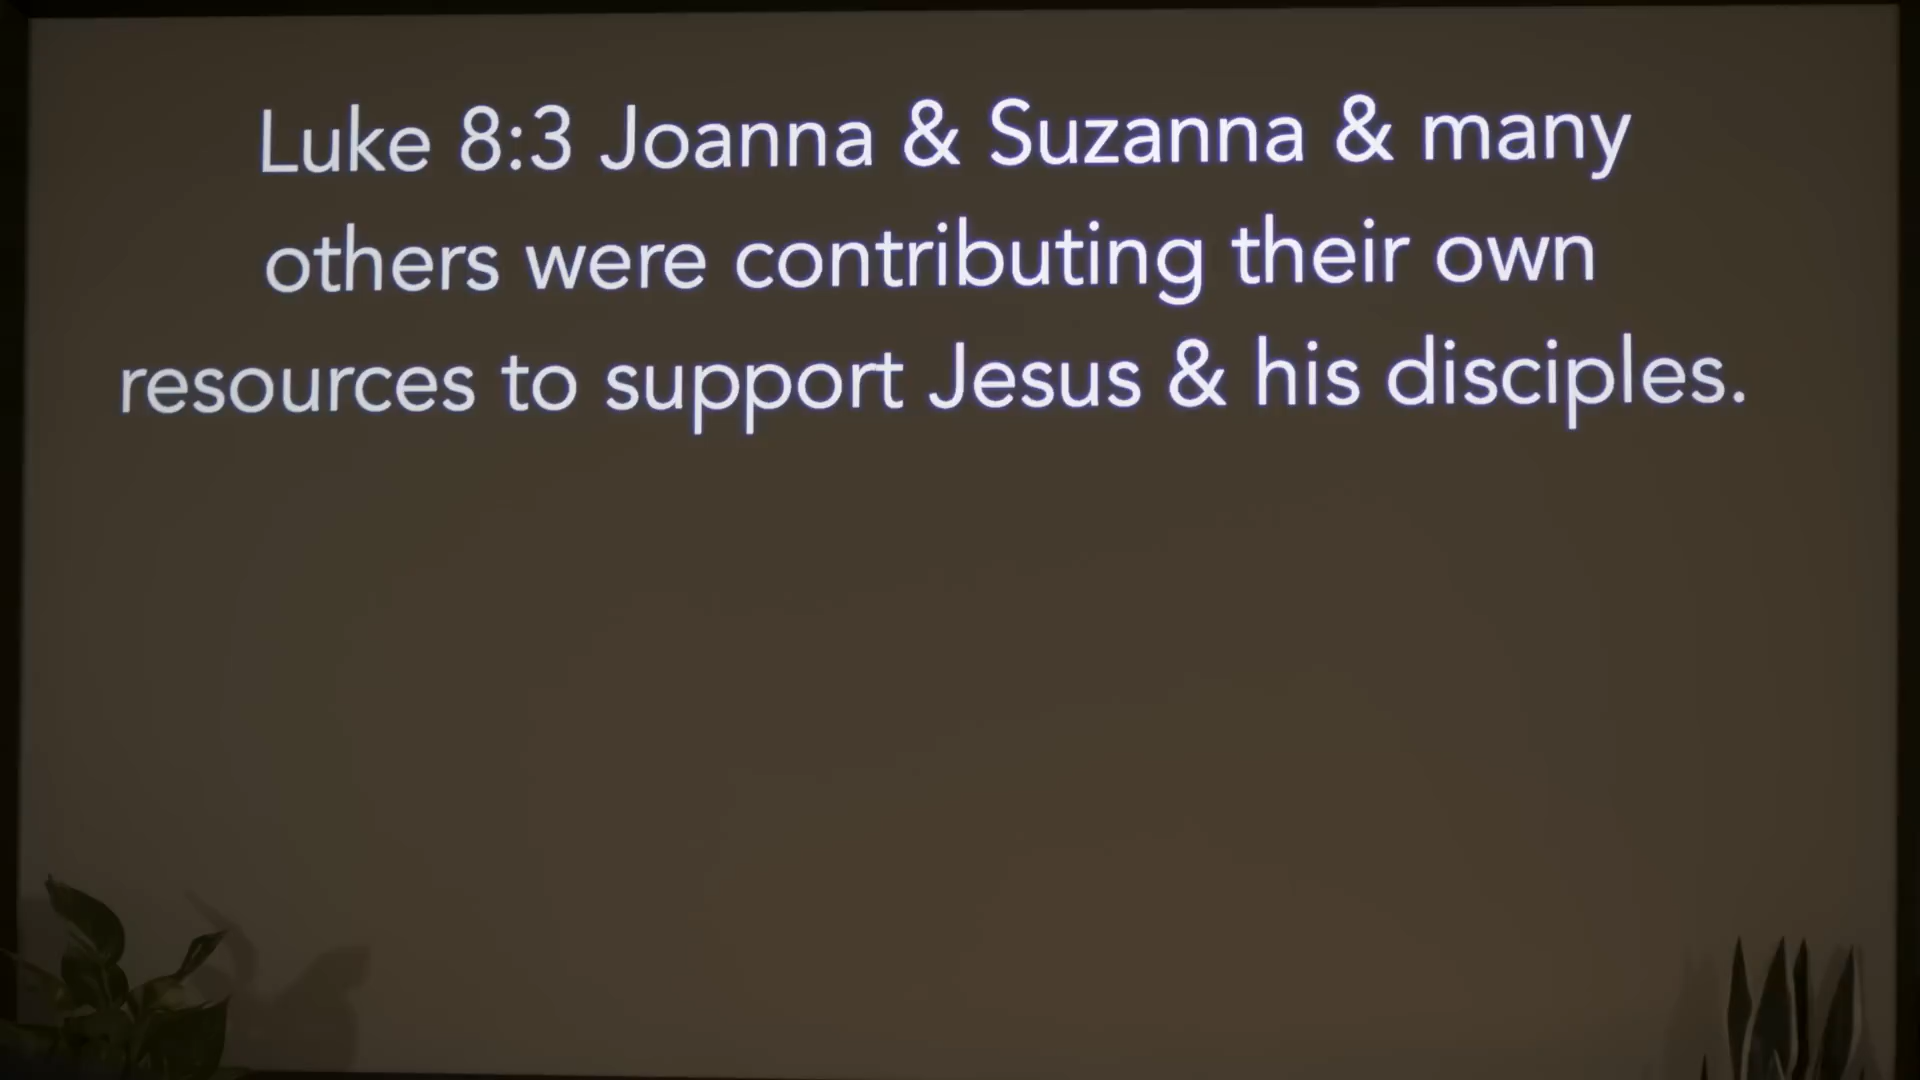 Luke 8:3 Joanna & Suzanna & many
others were contributing their own
resources to support Jesus & his disciples.